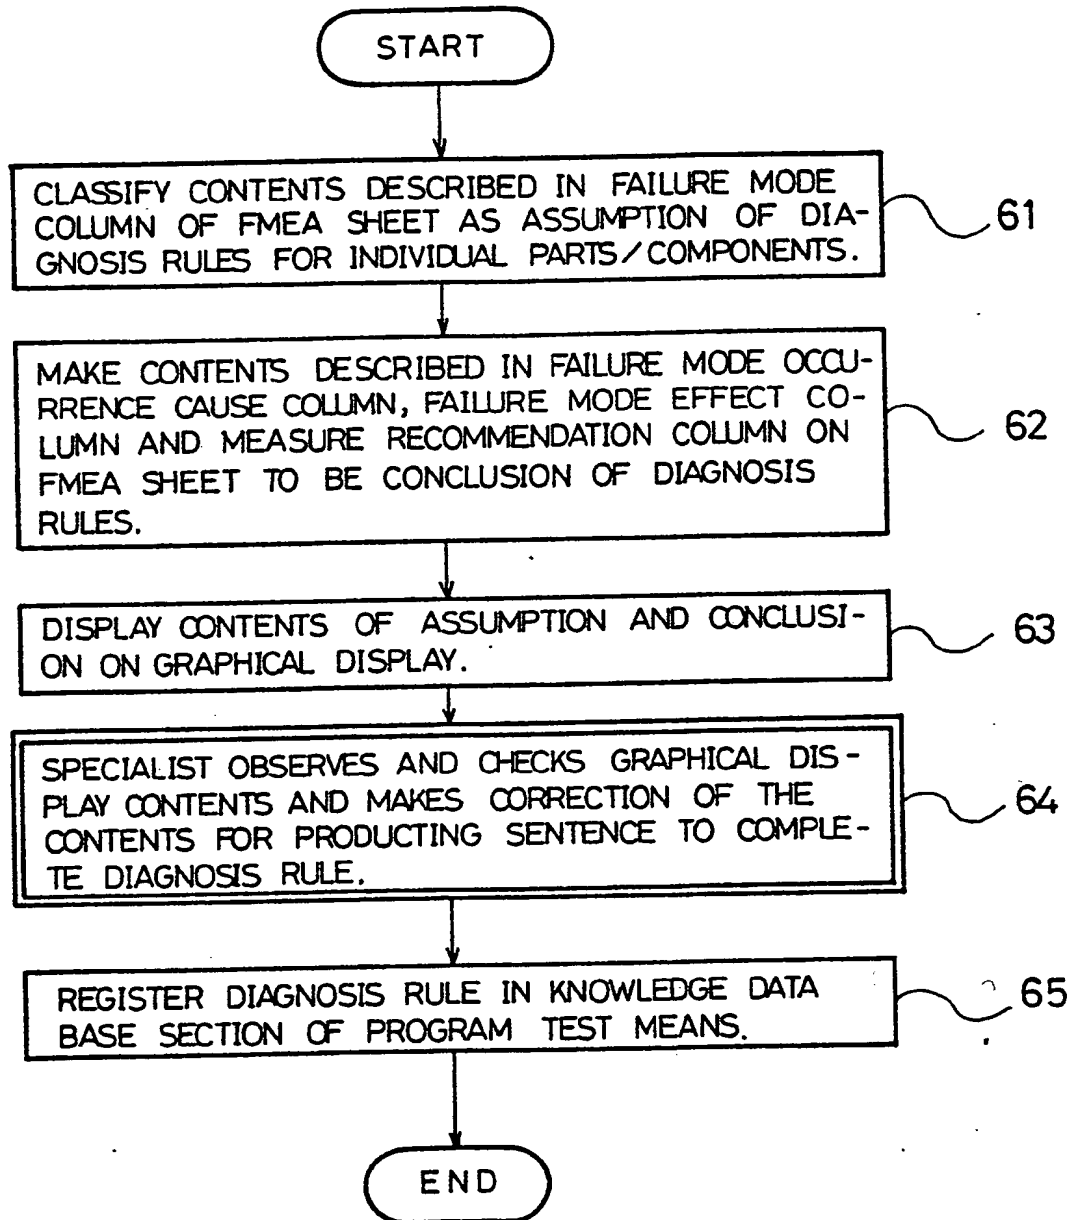 START
CLASSIFY CONTENTS DESCRIBED IN FAILURE MODE
COLUMN OF FMEA SHEET AS ASSUMPTION OF DIA-
GNOSIS RULES FOR INDIVIDUAL PARTS/COMPONENTS.
61
MAKE CONTENTS DESCRIBED IN FAILURE MODE OCCU-
RRENCE CAUSE COLUMN, FAILURE MODE EFFECT CO-
LUMN AND MEASURE RECOMMENDATION COLUMN ON
FMEA SHEET TO BE CONCLUSION OF DIAGNOSIS
RULES.
62
DISPLAY CONTENTS OF ASSUMPTION AND CONCLUSI-
ON ON GRAPHICAL DISPLAY.
63
SPECIALIST OBSERVES AND CHECKS GRAPHICAL DIS-
PLAY CONTENTS AND MAKES CORRECTION OF THE
CONTENTS FOR PRODUCTING SENTENCE TO COMPLE-
TE DIAGNOSIS RULE.
64
REGISTER DIAGNOSIS RULE IN KNOWLEDGE DATA
BASE SECTION OF PROGRAM TEST MEANS.
65
END